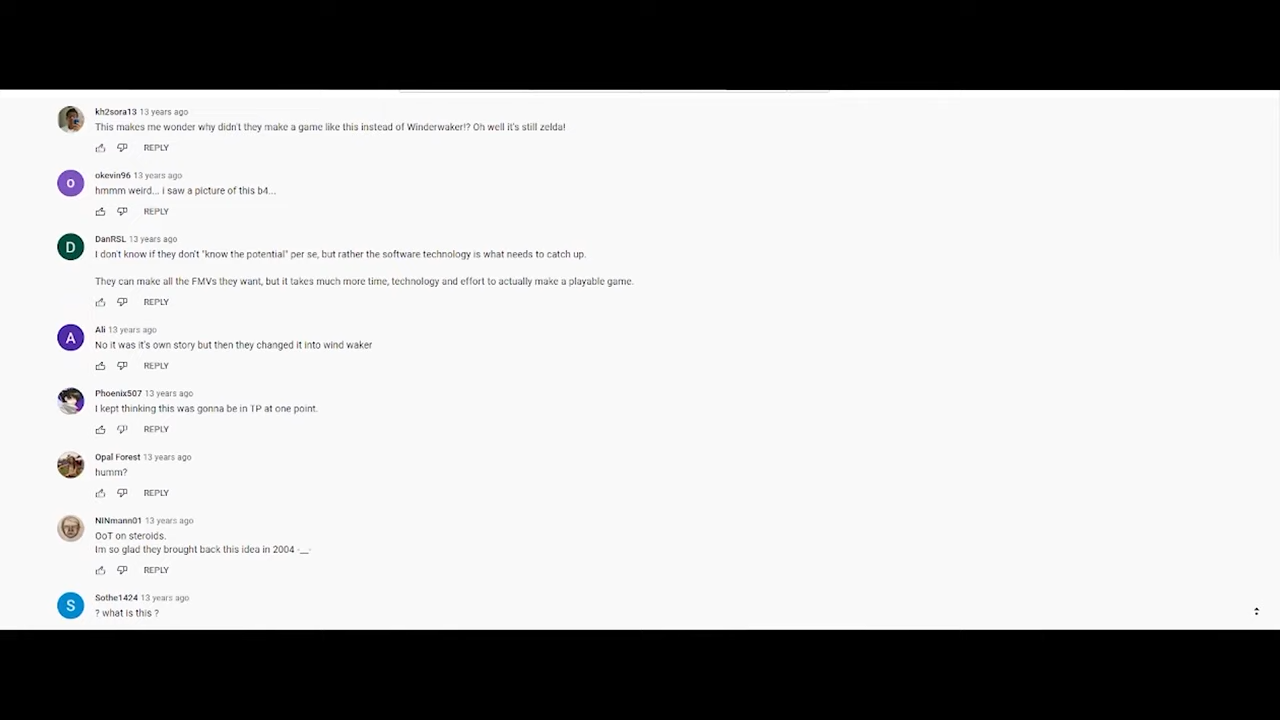 kh2sora13 13 years ago
This makes me wonder why didn't they make a game like this instead of Winderwaker!? Oh well it's still zelda!
REPLY
O
okevin96 13 years ago
hmmm weird... i saw a picture of this b4...
REPLY
D
DanRSL 13 years ago
I don't know if they don't "know the potential" per se, but rather the software technology is what needs to catch up.
They can make all the FMVs they want, but it takes much more time, technology and effort to actually make a playable game.
REPLY
A
Ali 13 years ago
No it was it's own story but then they changed it into wind waker
REPLY
Phoenix507 13 years ago
I kept thinking this was gonna be in TP at one point.
REPLY
Opal Forest 13 years ago
humm?
REPLY
NINmann01 13 years ago
OoT on steroids.
Im so glad they brought back this idea in 2004 -__-
REPLY
S
Sothe1424 13 years ago
? what is this ?